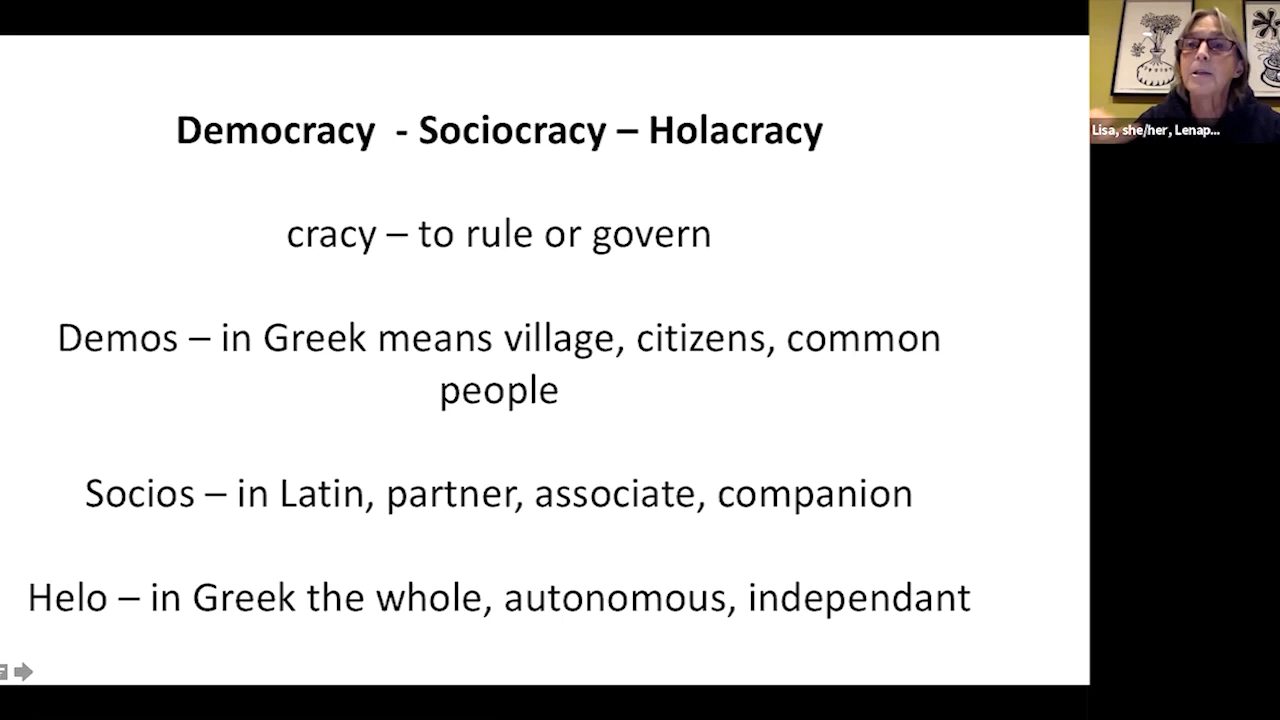 Democracy - Sociocracy – Holacracy
cracy – to rule or govern
Demos – in Greek means village, citizens, common
people
Socios – in Latin, partner, associate, companion
Helo – in Greek the whole, autonomous, independant
Lisa, she/her, Lenap...